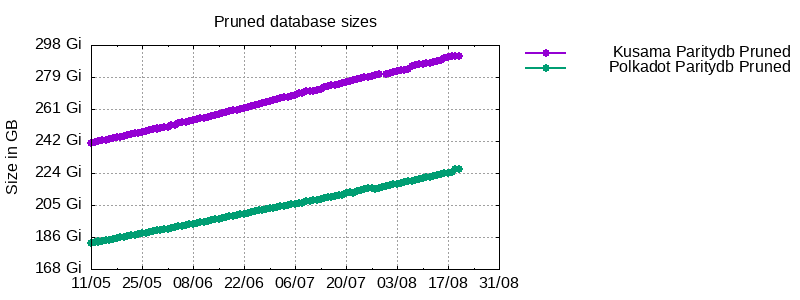 Pruned database sizes
Kusama Paritydb Pruned
Polkadot Paritydb Pruned
Size in GB
298 Gi
279 Gi
261 Gi
242 Gi
224 Gi
205 Gi
186 Gi
168 Gi
11/05 25/05 08/06 22/06 06/07 20/07 03/08 17/08 31/08